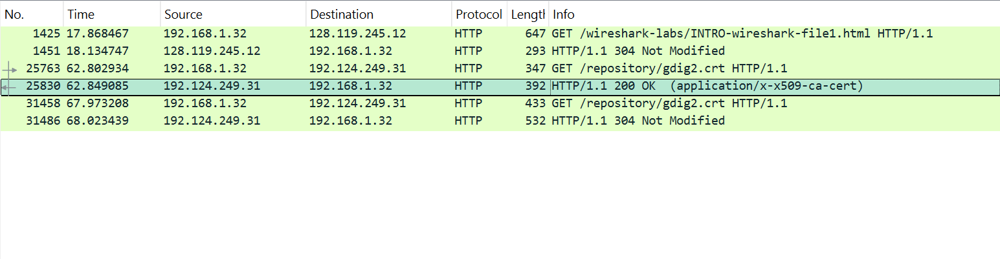 No. Time Source Destination Protocol Length Info
1425 17.868467 192.168.1.32 128.119.245.12 HTTP 647 GET /wireshark-labs/INTRO-wireshark-file1.html HTTP/1.1
1451 18.134747 128.119.245.12 192.168.1.32 HTTP 293 HTTP/1.1 304 Not Modified
25763 62.802934 192.168.1.32 192.124.249.31 HTTP 347 GET /repository/gdig2.crt HTTP/1.1
25830 62.849085 192.124.249.31 192.168.1.32 HTTP 392 HTTP/1.1 200 OK (application/x-x509-ca-cert)
31458 67.973208 192.168.1.32 192.124.249.31 HTTP 433 GET /repository/gdig2.crt HTTP/1.1
31486 68.023439 192.124.249.31 192.168.1.32 HTTP 532 HTTP/1.1 304 Not Modified